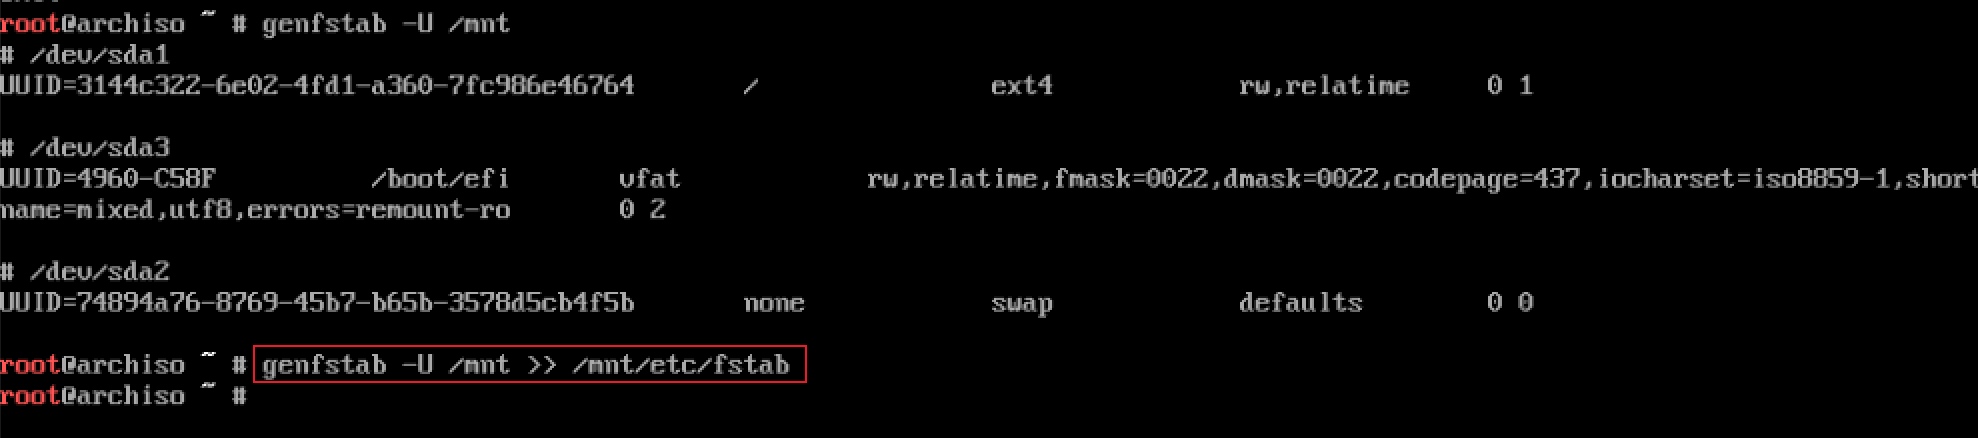 root@archiso ~ # genfstab -U /mnt
# /dev/sda1
UUID=3144c322-6e02-4fd1-a360-7fc986e46764 / ext4 rw,relatime 0 1
# /dev/sda3
UUID=4960-C58F /boot/efi vfat rw,relatime,fmask=0022,dmask=0022,codepage=437,iocharset=iso8859-1,short
name=mixed,utf8,errors=remount-ro 0 2
# /dev/sda2
UUID=74894a76-8769-45b7-b65b-3578d5cb4f5b none swap defaults 0 0
root@archiso ~ # genfstab -U /mnt >> /mnt/etc/fstab
root@archiso ~ #